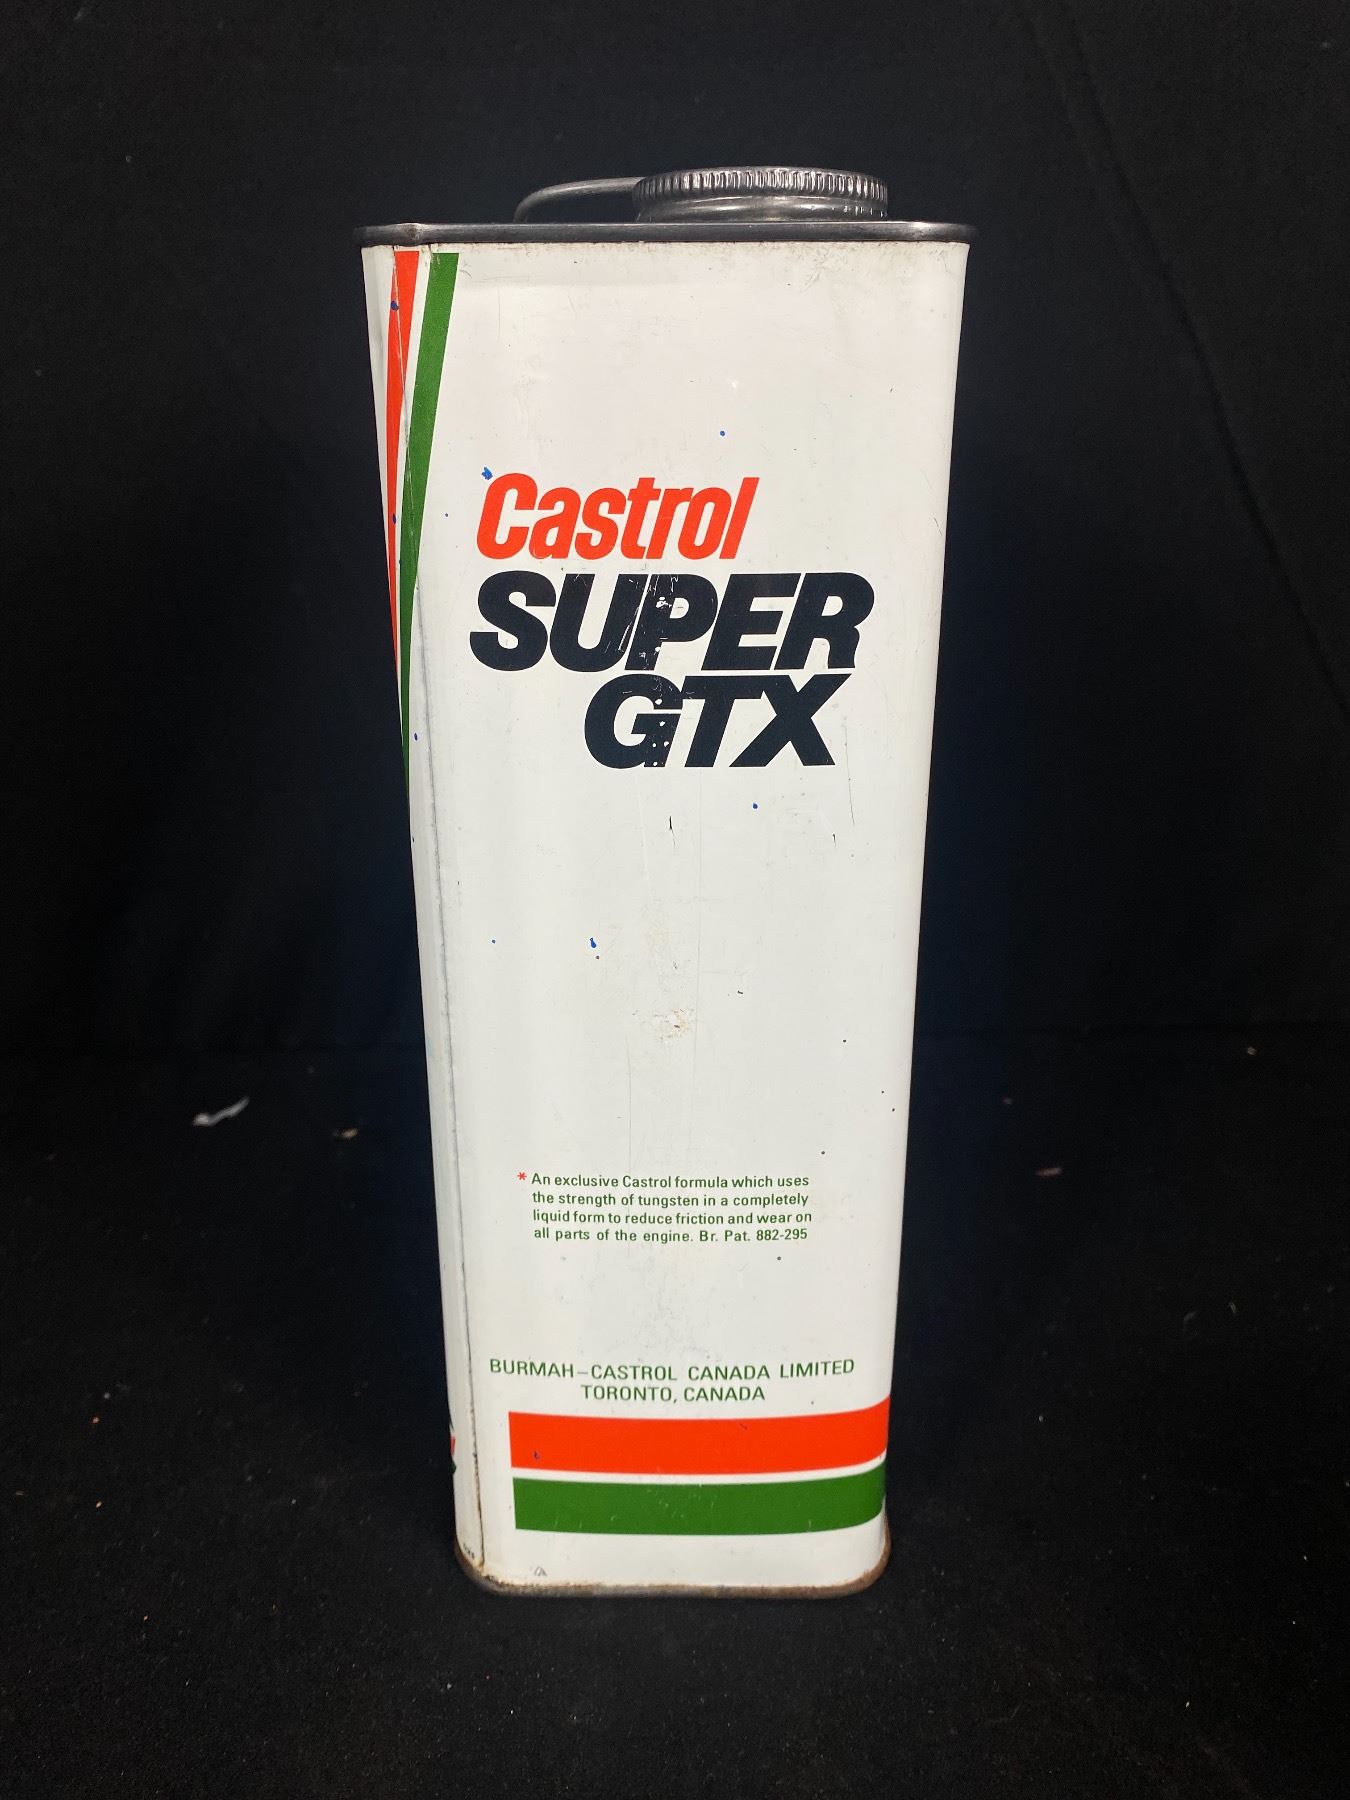 Castrol
SUPER
GTX
* An exclusive Castrol formula which uses
the strength of tungsten in a completely
liquid form to reduce friction and wear on
all parts of the engine. Br. Pat. 882-295
BURMAH–CASTROL CANADA LIMITED
TORONTO, CANADA